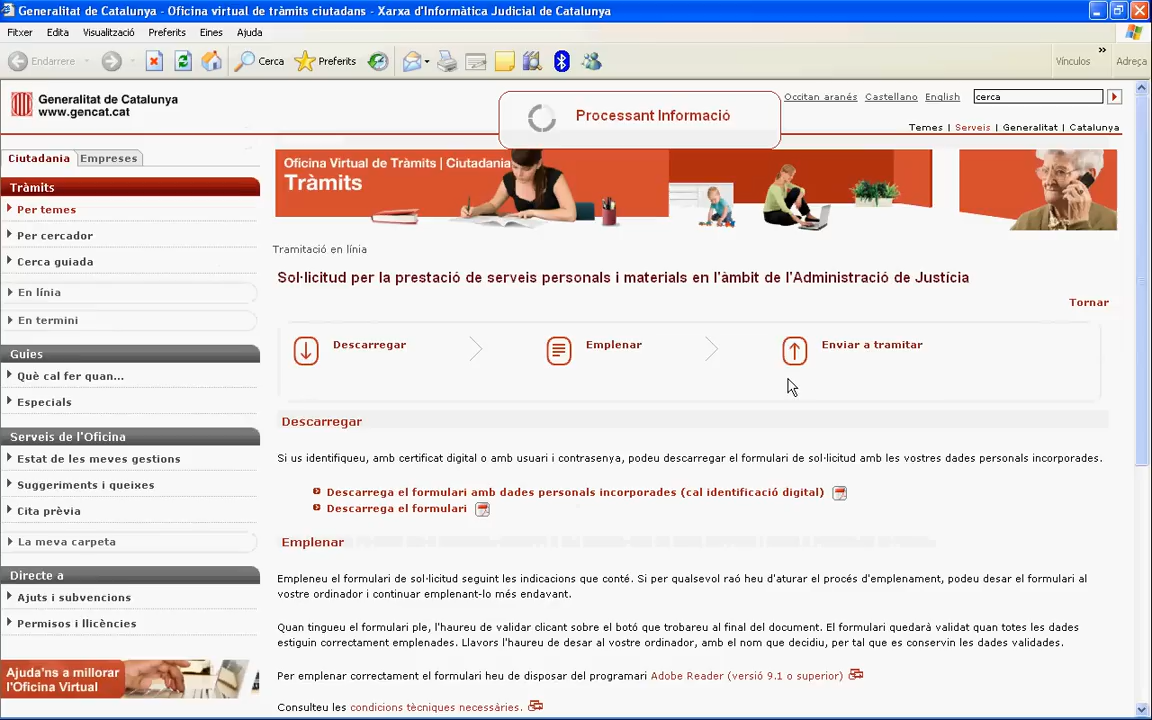 Generalitat de Catalunya - Oficina virtual de tràmits ciutadans - Xarxa d'Informàtica Judicial de Catalunya
Fitxer Edita Visualització Preferits Eines Ajuda
Endarrere Cerca Preferits Vínculos » Adreça
Generalitat de Catalunya
www.gencat.cat
Processant Informació
Occitan aranés Castellano English cerca
Temes | Serveis | Generalitat | Catalunya
Ciutadania Empreses
Tràmits
Per temes
Per cercador
Cerca guiada
En línia
En termini
Guies
Què cal fer quan...
Especials
Serveis de l'Oficina
Estat de les meves gestions
Suggeriments i queixes
Cita prèvia
La meva carpeta
Directe a
Ajuts i subvencions
Permisos i llicències
Ajuda'ns a millorar
l'Oficina Virtual
Oficina Virtual de Tràmits | Ciutadania
Tràmits
Tramitació en línia
Sol·licitud per la prestació de serveis personals i materials en l'àmbit de l'Administració de Justícia
Tornar
Descarregar Emplenar Enviar a tramitar
Descarregar
Si us identifiqueu, amb certificat digital o amb usuari i contrasenya, podeu descarregar el formulari de sol·licitud amb les vostres dades personals incorporades.
Descarrega el formulari amb dades personals incorporades (cal identificació digital)
Descarrega el formulari
Emplenar
Empleneu el formulari de sol·licitud seguint les indicacions que conté. Si per qualsevol raó heu d'aturar el procés d'emplenament, podeu desar el formulari al
vostre ordinador i continuar emplenant-lo més endavant.
Quan tingueu el formulari ple, l'haureu de validar clicant sobre el botó que trobareu al final del document. El formulari quedarà validat quan totes les dades
estiguin correctament emplenades. Llavors l'haureu de desar al vostre ordinador, amb el nom que decidiu, per tal que es conservin les dades validades.
Per emplenar correctament el formulari heu de disposar del programari Adobe Reader (versió 9.1 o superior)
Consulteu les condicions tècniques necessàries.